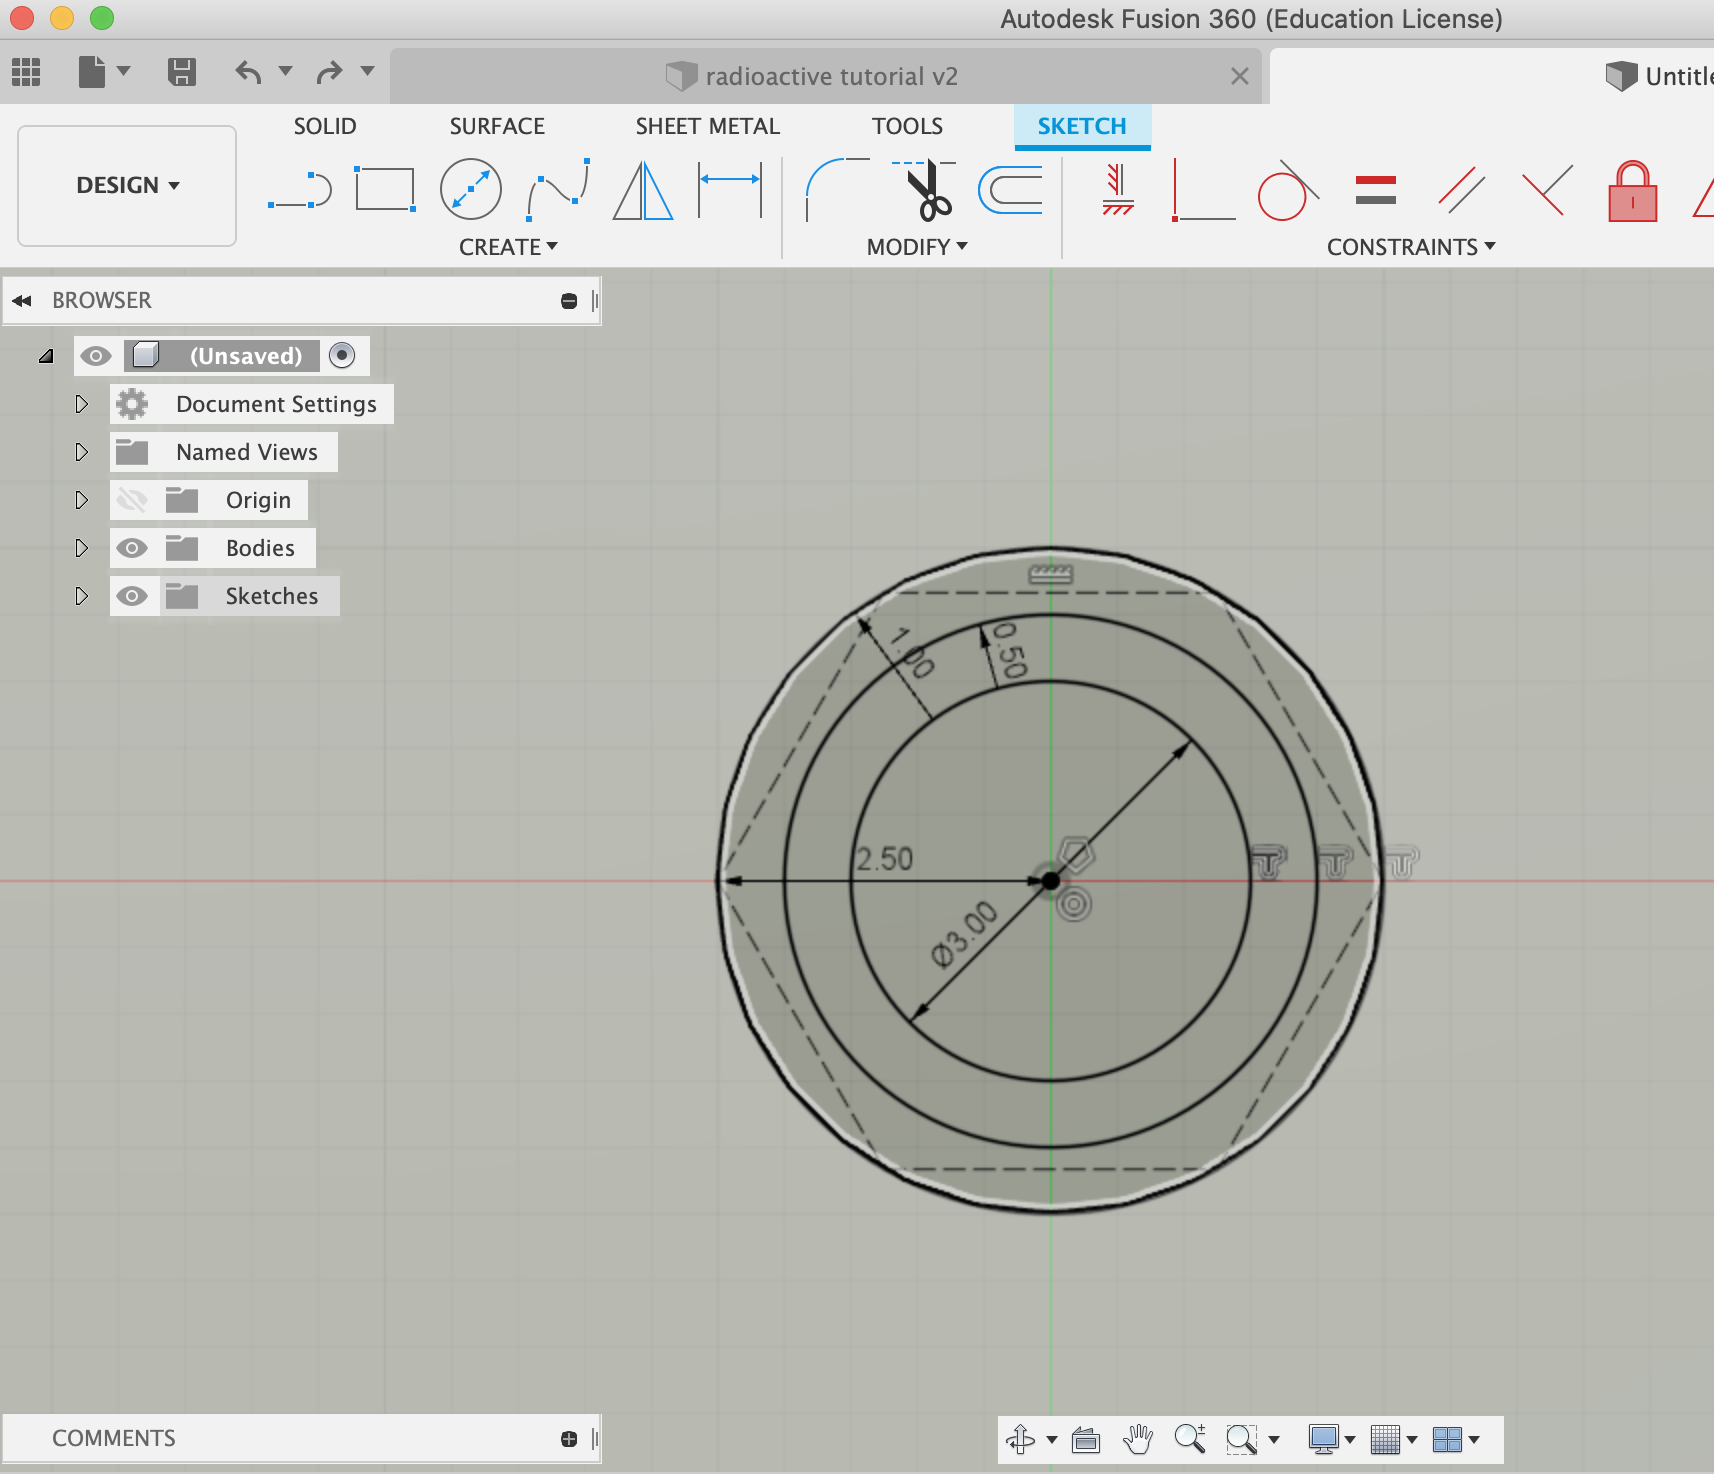 Autodesk Fusion 360 (Education License)
radioactive tutorial v2
Untitle
SOLID SURFACE SHEET METAL TOOLS SKETCH
DESIGN
CREATE MODIFY CONSTRAINTS
BROWSER
(Unsaved)
Document Settings
Named Views
Origin
Bodies
Sketches
1.00
0.50
2.50
Ø3.00
COMMENTS